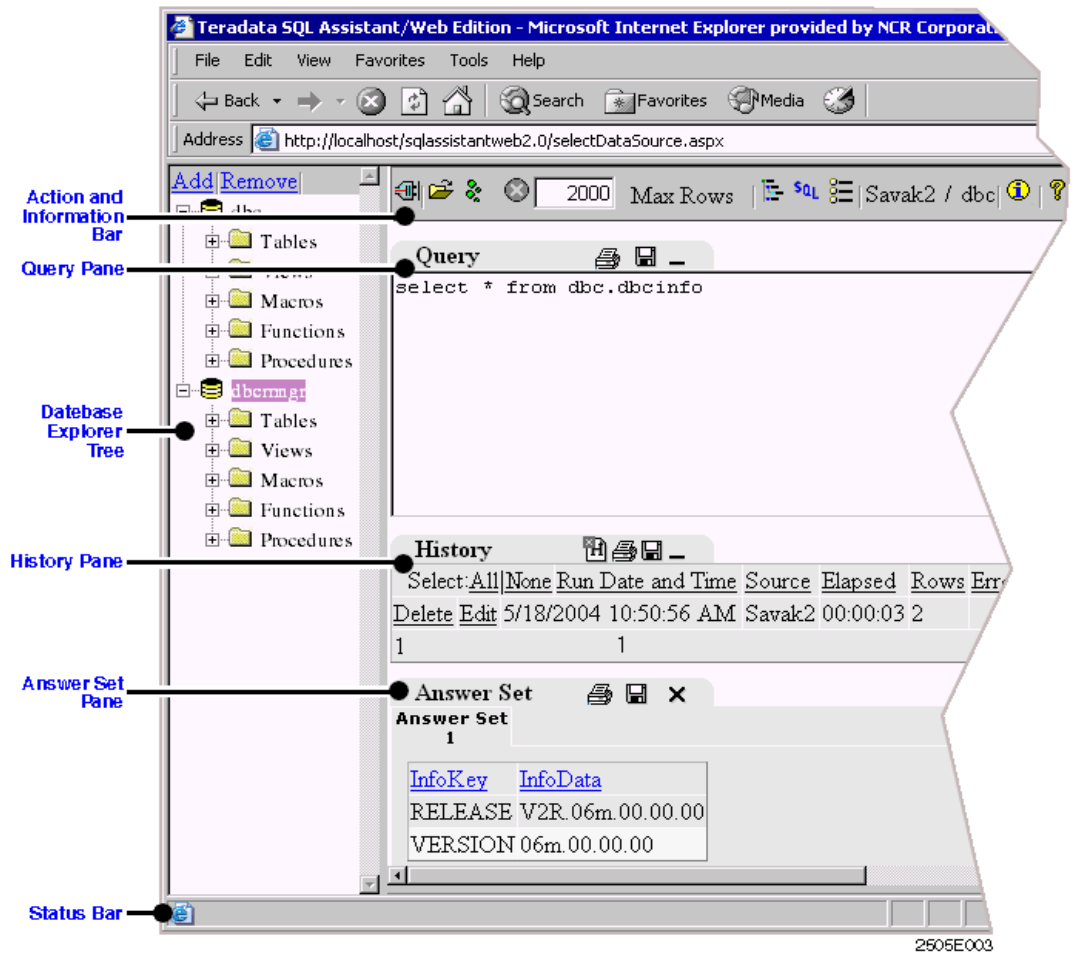 Teradata SQL Assistant/Web Edition - Microsoft Internet Explorer provided by NCR
File Edit View Favorites Tools Help
Back Search Favorites Media
Address http://localhost/sqlassistantweb2.0/selectDataSource.aspx
Add| Remove|
2000 Max Rows | SQL | Savak2 / dbc| ?
Action and
Information
Bar
dbc
Tables
Views
Macros
Functions
Procedures
dbcmngr
Tables
Views
Macros
Functions
Procedures
Query Pane
Query
select * from dbc.dbcinfo
Datebase
Explorer
Tree
History Pane
History
Select:All|None Run Date and Time Source Elapsed Rows
Delete Edit 5/18/2004 10:50:56 AM Savak2 00:00:03 2
1 1
Answer Set
Pane
Answer Set
Answer Set
1
InfoKey InfoData
RELEASE V2R.06m.00.00.00
VERSION 06m.00.00.00
Status Bar
2505E003